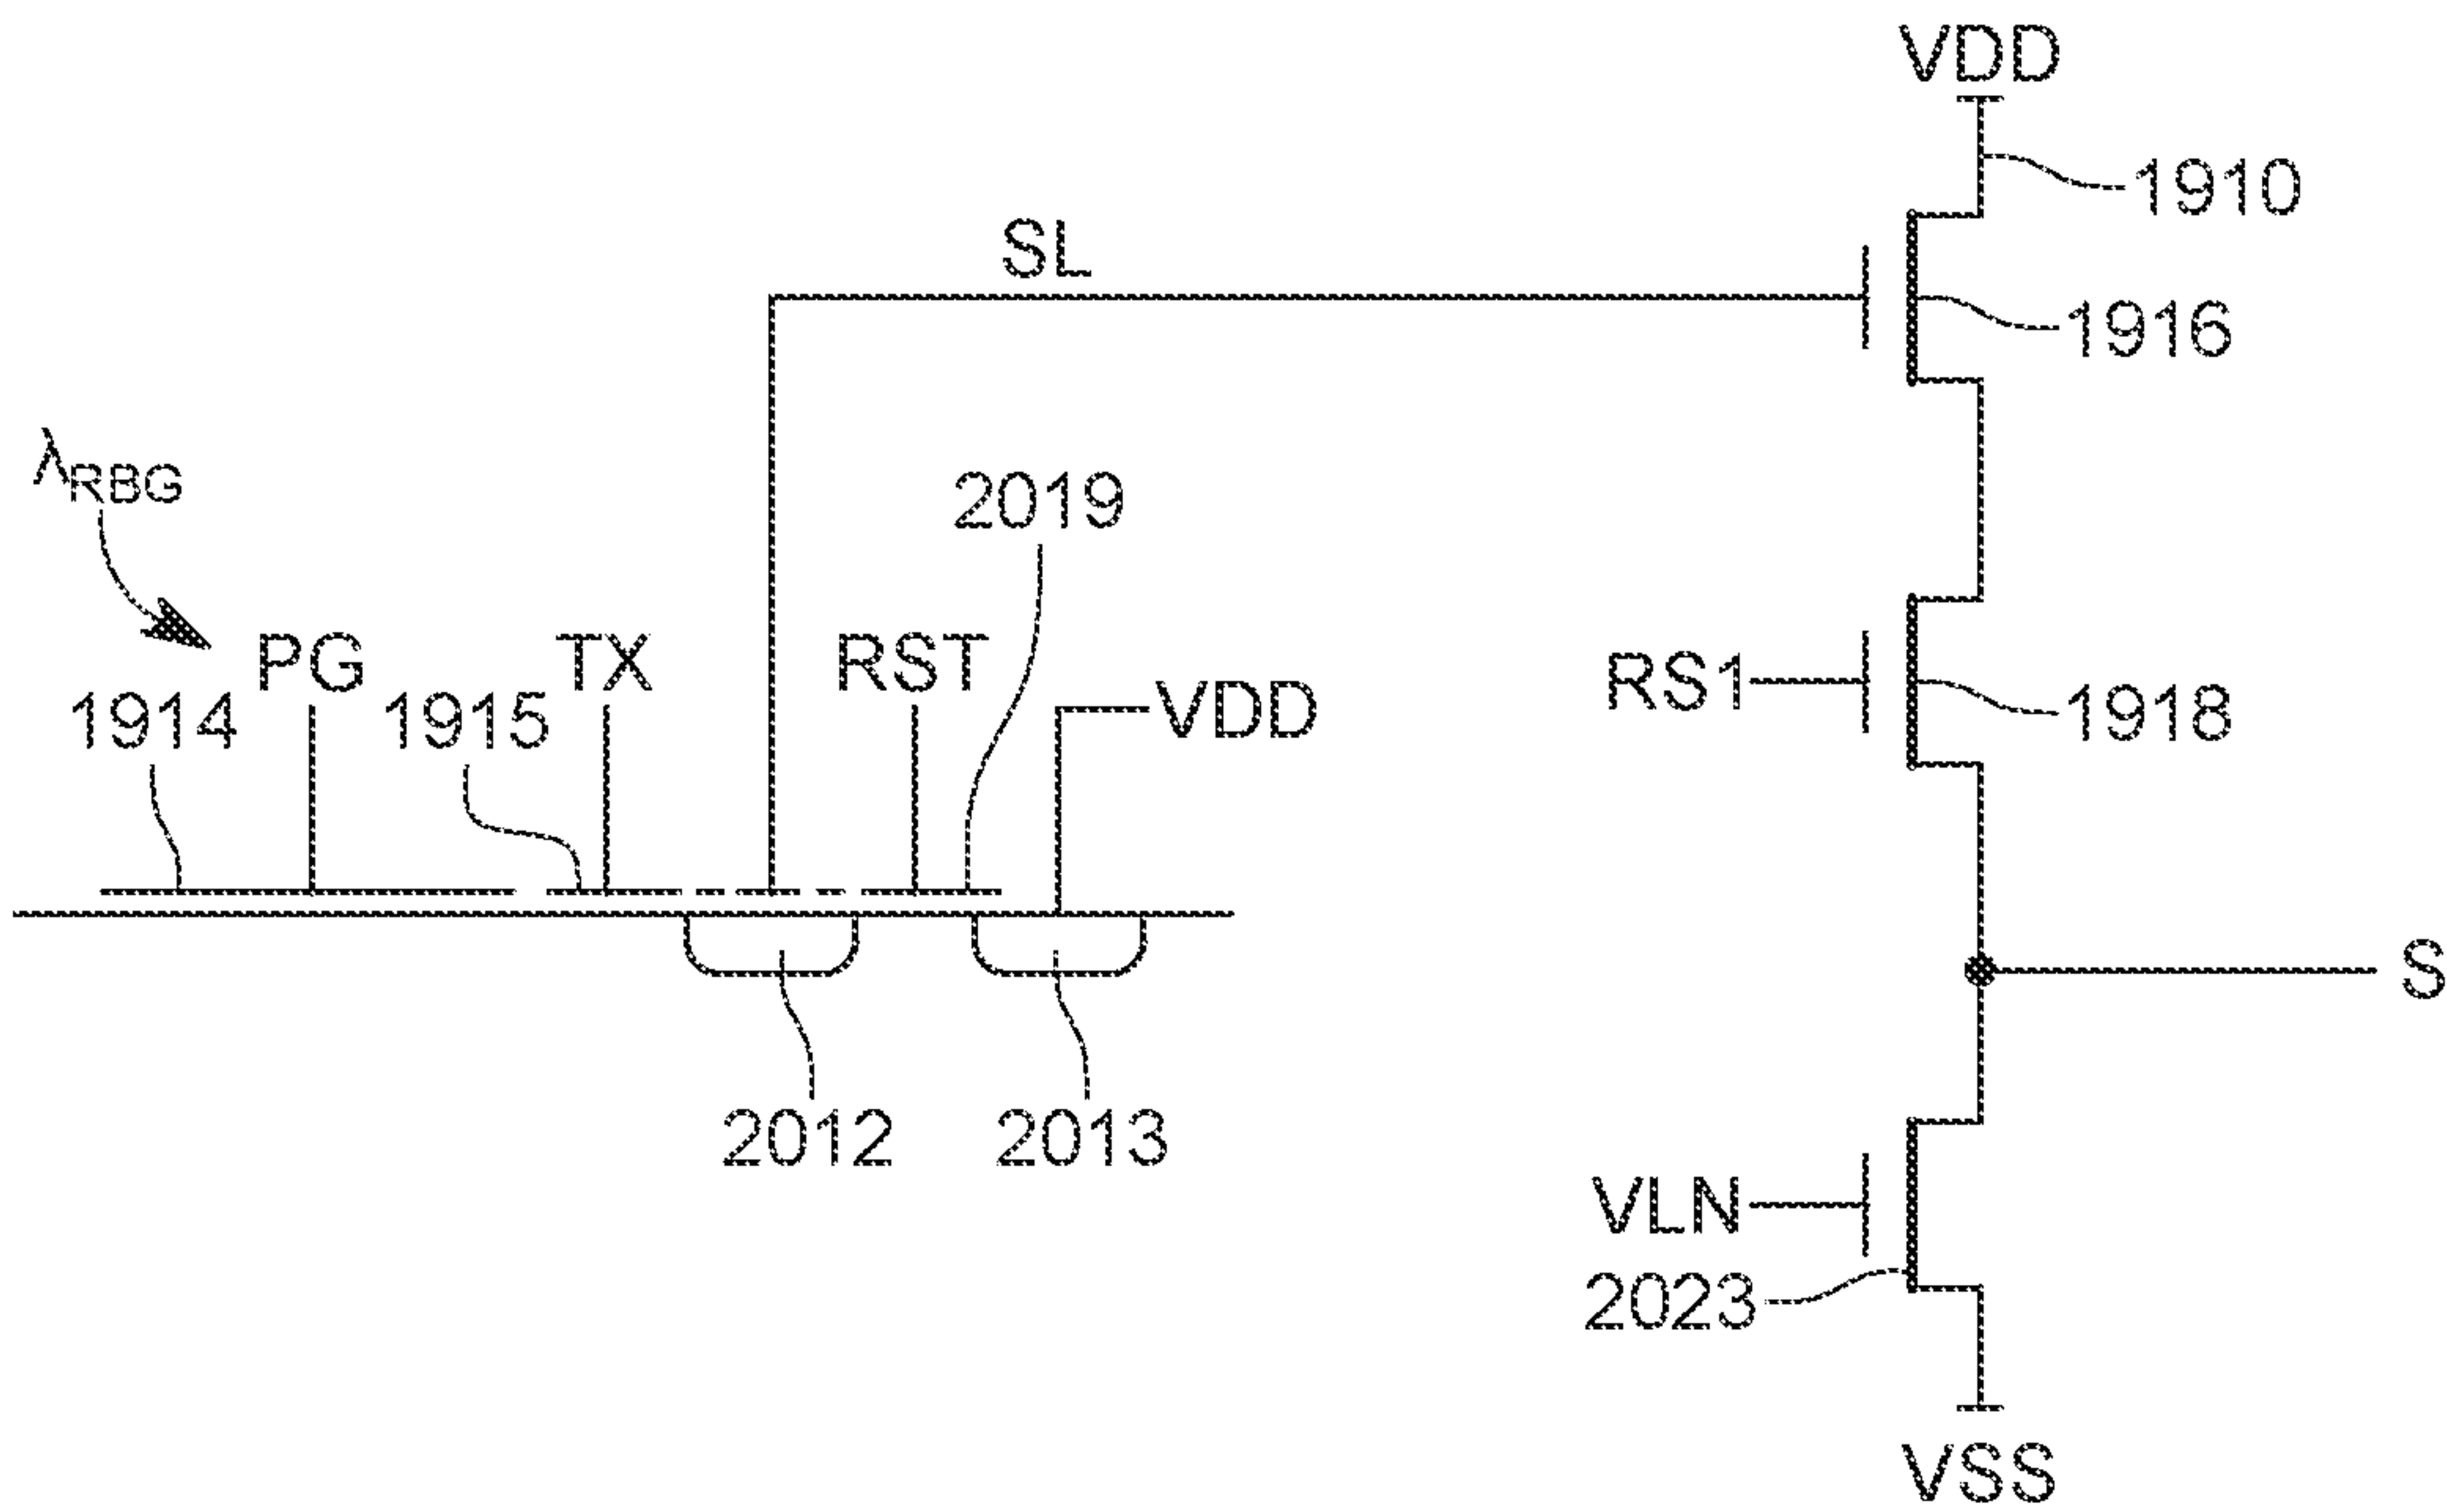 VDD
1910
SL
1916
λRBG
2019
PG
TX
RST
RS1
VDD
1914
1915
1918
S
2012
2013
VLN
2023
VSS